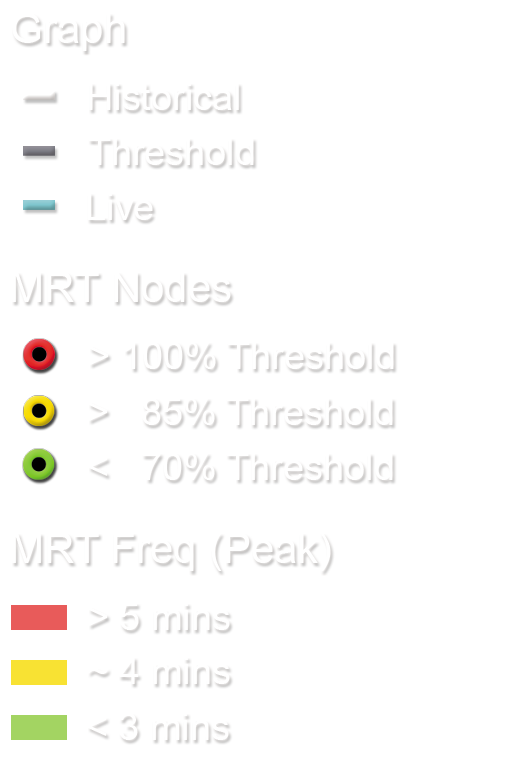 Graph
Historical
Threshold
Live
MRT Nodes
> 100% Threshold
> 85% Threshold
< 70% Threshold
MRT Freq (Peak)
> 5 mins
~ 4 mins
< 3 mins